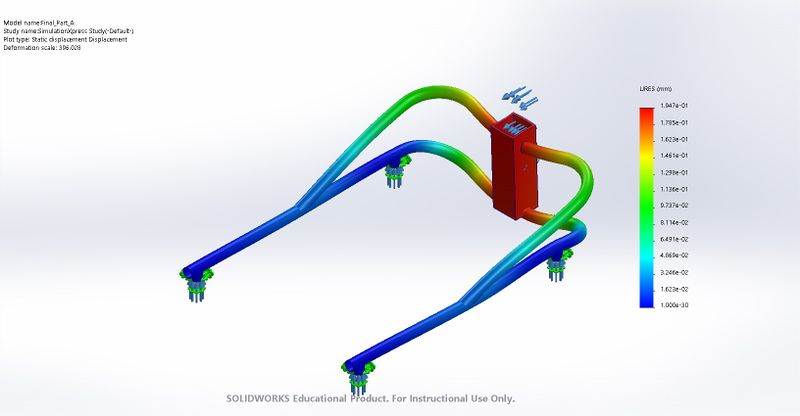 Model name:Final_Part_A
Study name:SimulationXpress Study(-Default-)
Plot type: Static displacement Displacement
Deformation scale: 396.028
URES (mm)
1.947e-01
1.785e-01
1.623e-01
1.461e-01
1.298e-01
1.136e-01
9.737e-02
8.114e-02
6.491e-02
4.869e-02
3.246e-02
1.623e-02
1.000e-30
SOLIDWORKS Educational Product. For Instructional Use Only.